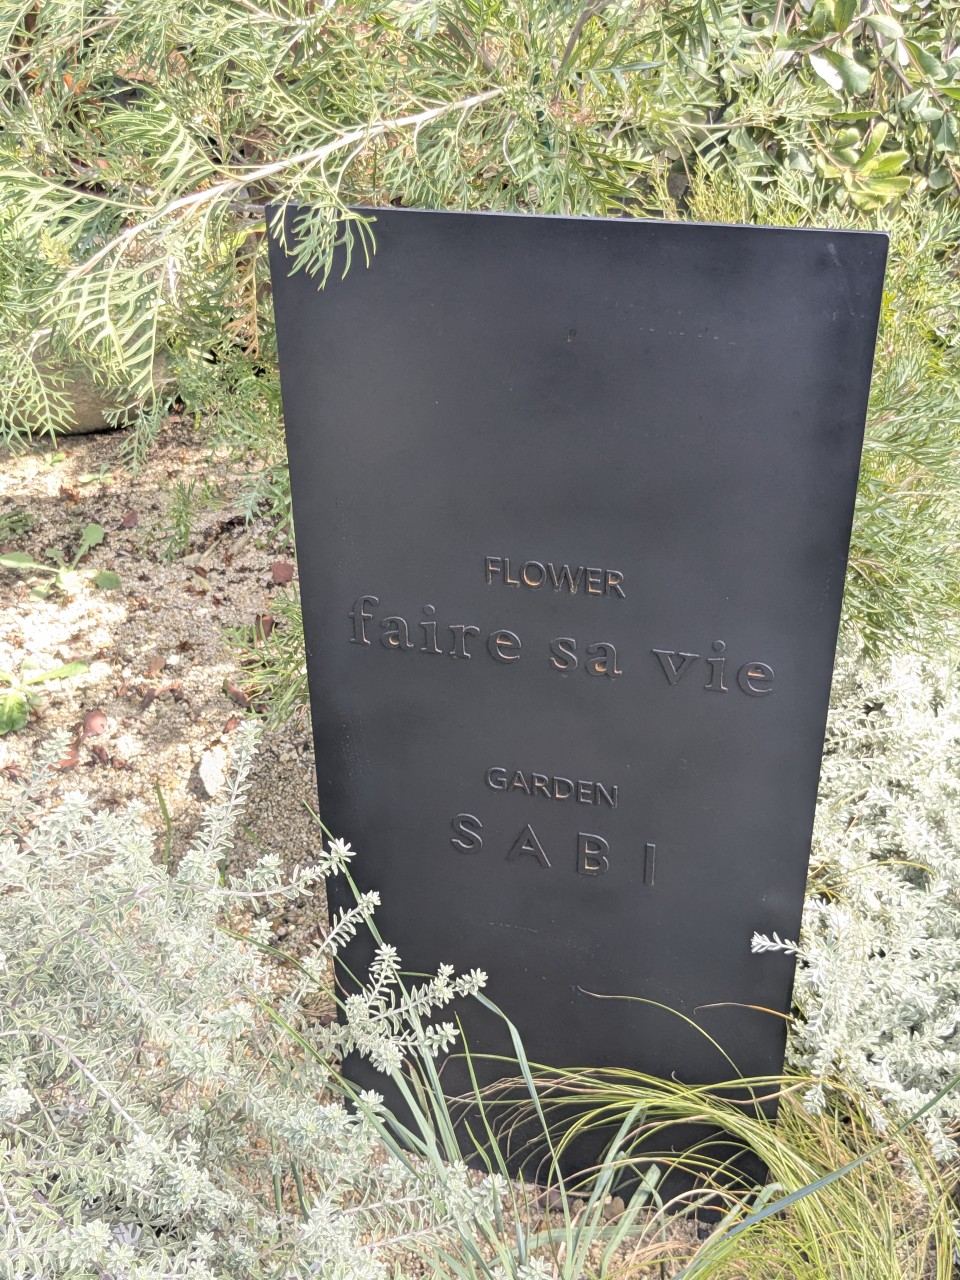 FLOWER
faire sa vie
GARDEN
SABI